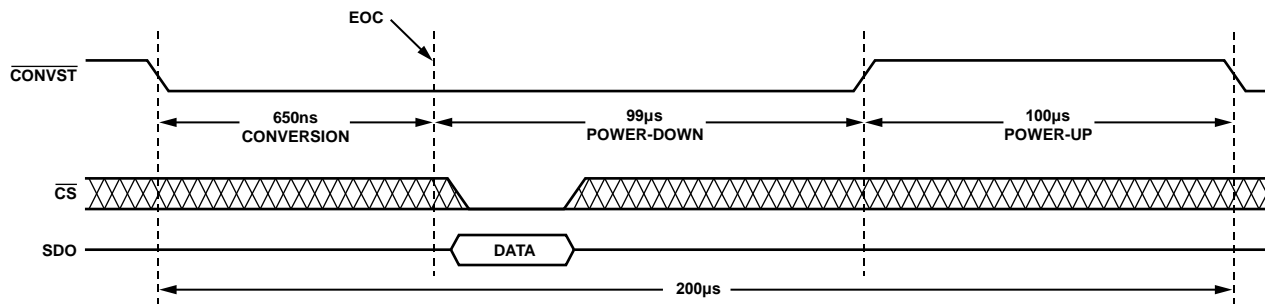 EOC
CONVST
650ns
CONVERSION
99µs
POWER-DOWN
100µs
POWER-UP
CS
SDO
DATA
200µs